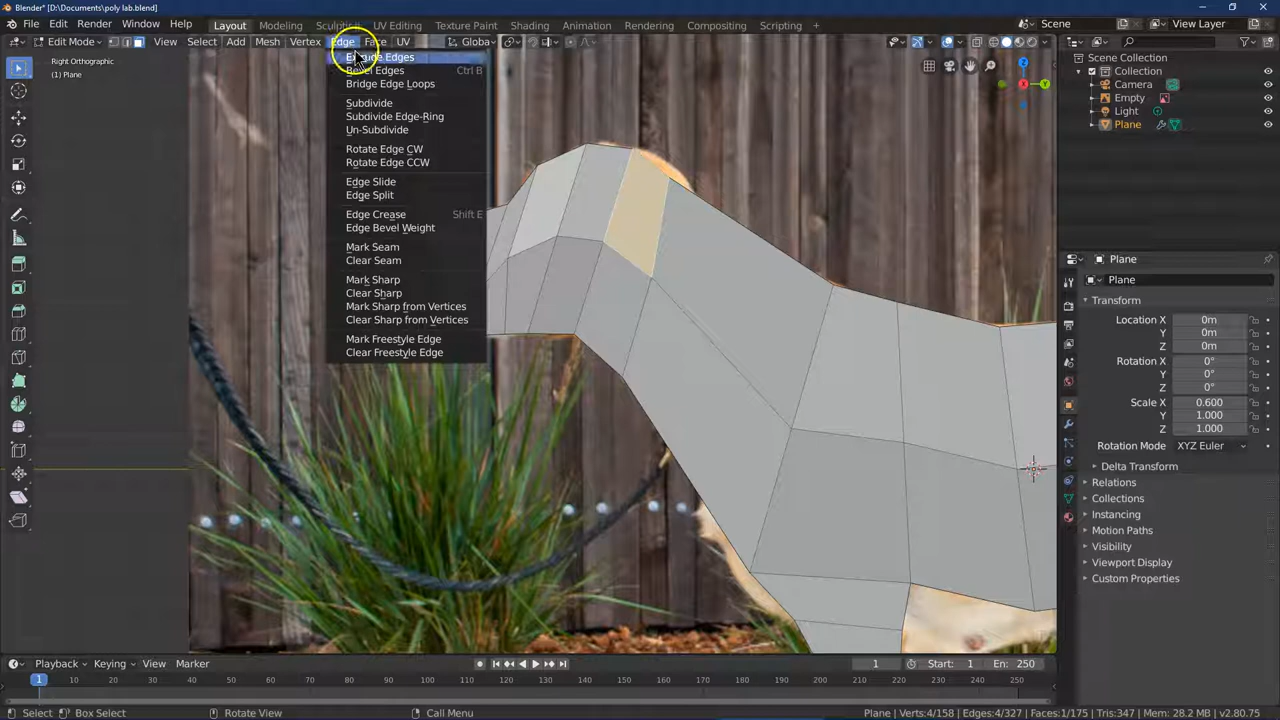 Blender* [D:\Documents\poly lab.blend]
File Edit Render Window Help
Layout Modeling Sculpting UV Editing Texture Paint Shading Animation Rendering Compositing Scripting +
Scene View Layer
Edit Mode View Select Add Mesh Vertex Edge Face UV Globa
Right Orthographic
(1) Plane
Extrude Edges
Bevel Edges Ctrl B
Bridge Edge Loops
Subdivide
Subdivide Edge-Ring
Un-Subdivide
Rotate Edge CW
Rotate Edge CCW
Edge Slide
Edge Split
Edge Crease Shift E
Edge Bevel Weight
Mark Seam
Clear Seam
Mark Sharp
Clear Sharp
Mark Sharp from Vertices
Clear Sharp from Vertices
Mark Freestyle Edge
Clear Freestyle Edge
Z
X
Y
Scene Collection
Collection
Camera
Empty
Light
Plane
Plane
Plane
Transform
Location X 0m
Y 0m
Z 0m
Rotation X 0°
Y 0°
Z 0°
Scale X 0.600
Y 1.000
Z 1.000
Rotation Mode XYZ Euler
Delta Transform
Relations
Collections
Instancing
Motion Paths
Visibility
Viewport Display
Custom Properties
Playback Keying View Marker 1 Start: 1 En: 250
1 10 20 30 40 50 60 70 80 90 100 110 120 130 140 150 160 170 180 190 200 210 220 230 240 250
Select Box Select Rotate View Call Menu Plane | Verts:4/158 | Edges:4/327 | Faces:1/175 | Tris:347 | Mem: 28.2 MB | v2.80.75